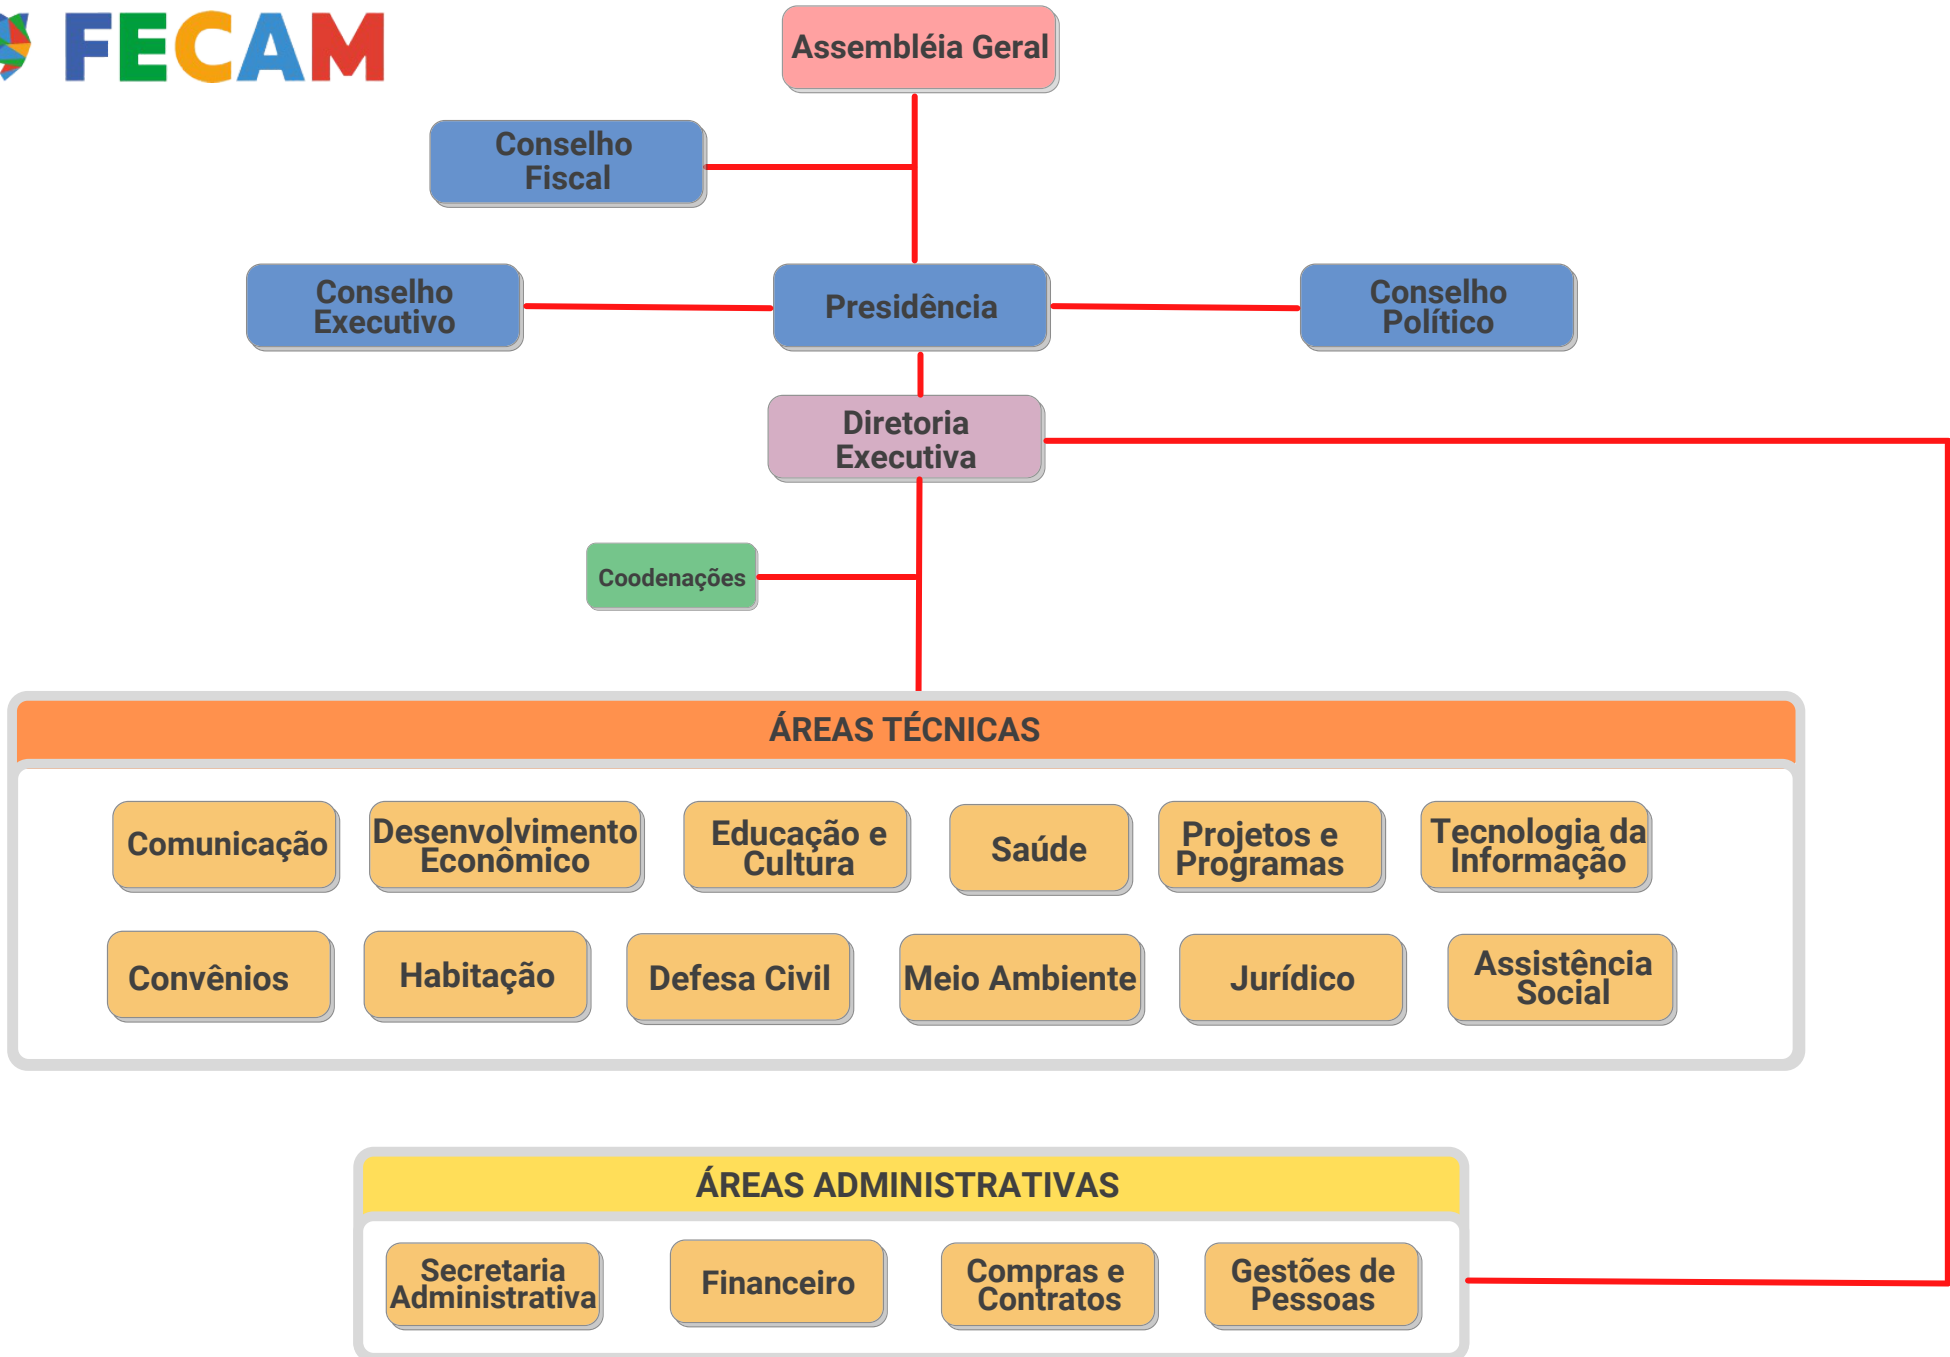 FECAM
Assembléia Geral
Conselho
Fiscal
Conselho
Executivo
Presidência
Conselho
Político
Diretoria
Executiva
Coodenações
ÁREAS TÉCNICAS
Comunicação
Desenvolvimento
Econômico
Educação e
Cultura
Saúde
Projetos e
Programas
Tecnologia da
Informação
Convênios
Habitação
Defesa Civil
Meio Ambiente
Jurídico
Assistência
Social
ÁREAS ADMINISTRATIVAS
Secretaria
Administrativa
Financeiro
Compras e
Contratos
Gestões de
Pessoas